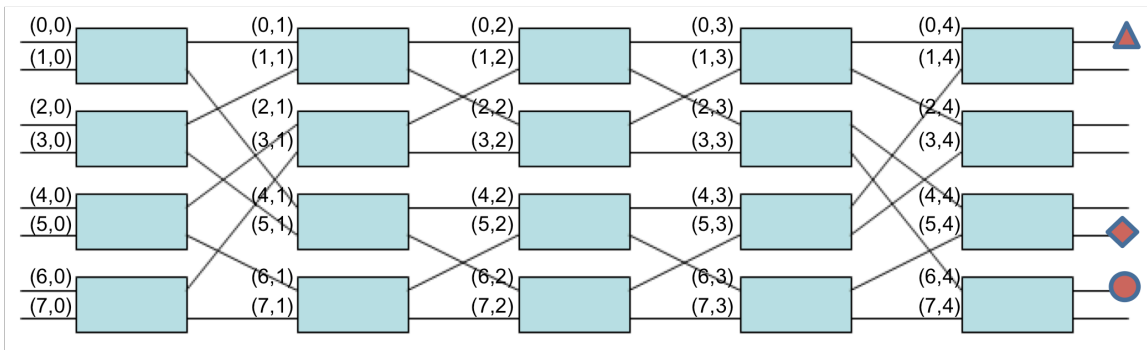 (0,0) (0,1) (0,2) (0,3) (0,4)
(1,0) (1,1) (1,2) (1,3) (1,4)
(2,0) (2,1) (2,2) (2,3) (2,4)
(3,0) (3,1) (3,2) (3,3) (3,4)
(4,0) (4,1) (4,2) (4,3) (4,4)
(5,0) (5,1) (5,2) (5,3) (5,4)
(6,0) (6,1) (6,2) (6,3) (6,4)
(7,0) (7,1) (7,2) (7,3) (7,4)